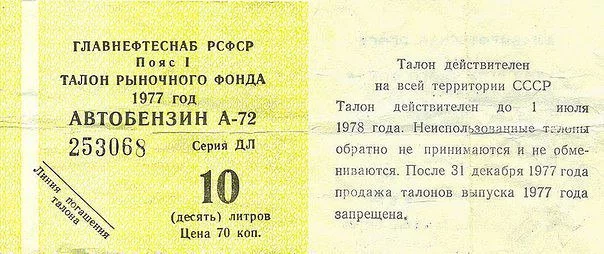 ГЛАВНЕФТЕСНАБ РСФСР
Пояс I
ТАЛОН РЫНОЧНОГО ФОНДА
1977 год
АВТОБЕНЗИН А-72
253068 Серия ДЛ
Линия погашения
талона
10
(десять) литров
Цена 70 коп.
Талон действителен
на всей территории СССР
Талон действителен до 1 июля
1978 года. Неиспользованные талоны
обратно не принимаются и не обме-
ниваются. После 31 декабря 1977 года
продажа талонов выпуска 1977 года
запрещена.